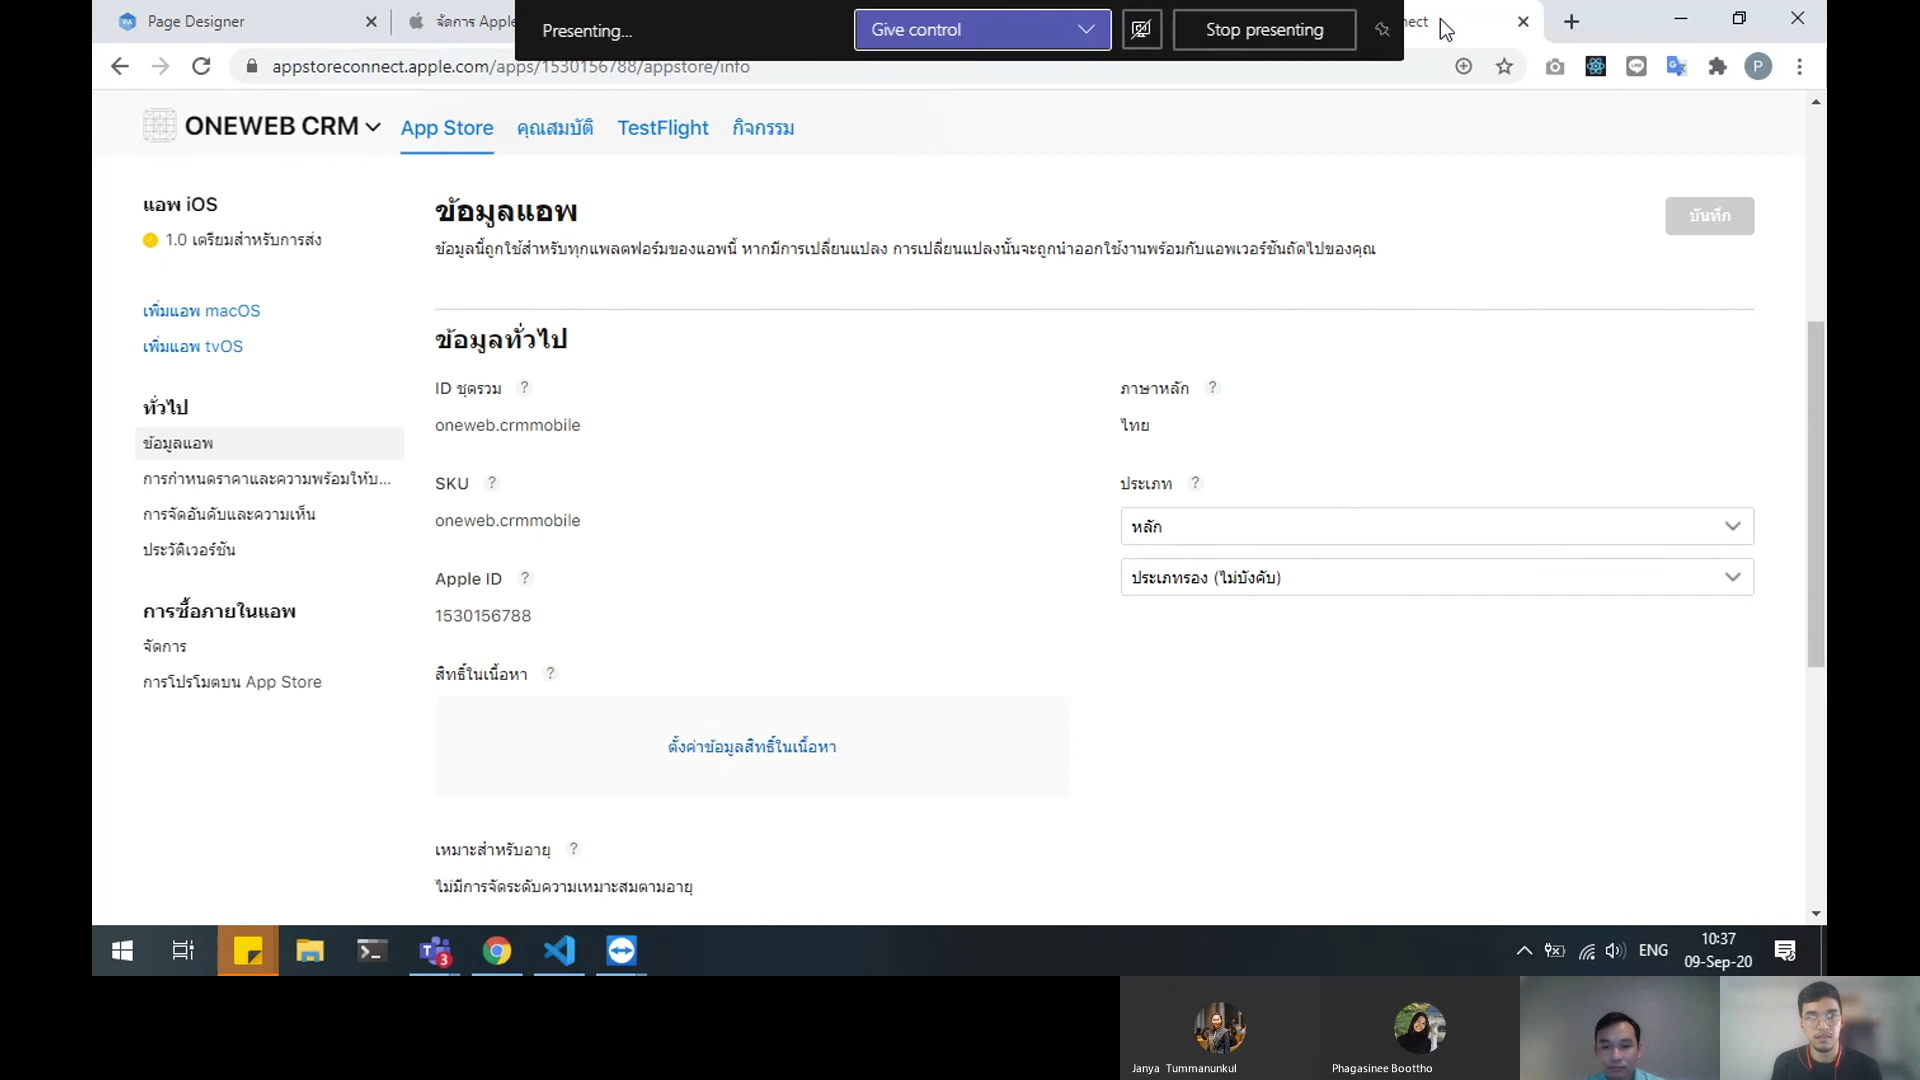 Page Designer
จัดการ Apple
Presenting...
Give control
Stop presenting
nect
appstoreconnect.apple.com/apps/1530156788/appstore/info
P
ONEWEB CRM
App Store
คุณสมบัติ
TestFlight
กิจกรรม
แอพ iOS
1.0 เตรียมสำหรับการส่ง
เพิ่มแอพ macOS
เพิ่มแอพ tvOS
ทั่วไป
ข้อมูลแอพ
การกำหนดราคาและความพร้อมให้บ...
การจัดอันดับและความเห็น
ประวัติเวอร์ชัน
การซื้อภายในแอพ
จัดการ
การโปรโมตบน App Store
ข้อมูลแอพ
บันทึก
ข้อมูลนี้ถูกใช้สำหรับทุกแพลตฟอร์มของแอพนี้ หากมีการเปลี่ยนแปลง การเปลี่ยนแปลงนั้นจะถูกนำออกใช้งานพร้อมกับแอพเวอร์ชันถัดไปของคุณ
ข้อมูลทั่วไป
ID ชุดรวม ?
oneweb.crmmobile
SKU ?
oneweb.crmmobile
Apple ID ?
1530156788
สิทธิ์ในเนื้อหา ?
ตั้งค่าข้อมูลสิทธิ์ในเนื้อหา
เหมาะสำหรับอายุ ?
ไม่มีการจัดระดับความเหมาะสมตามอายุ
ภาษาหลัก ?
ไทย
ประเภท ?
หลัก
ประเภทรอง (ไม่บังคับ)
3
ENG
10:37
09-Sep-20
Janya Tummanunkul
Phagasinee Boottho